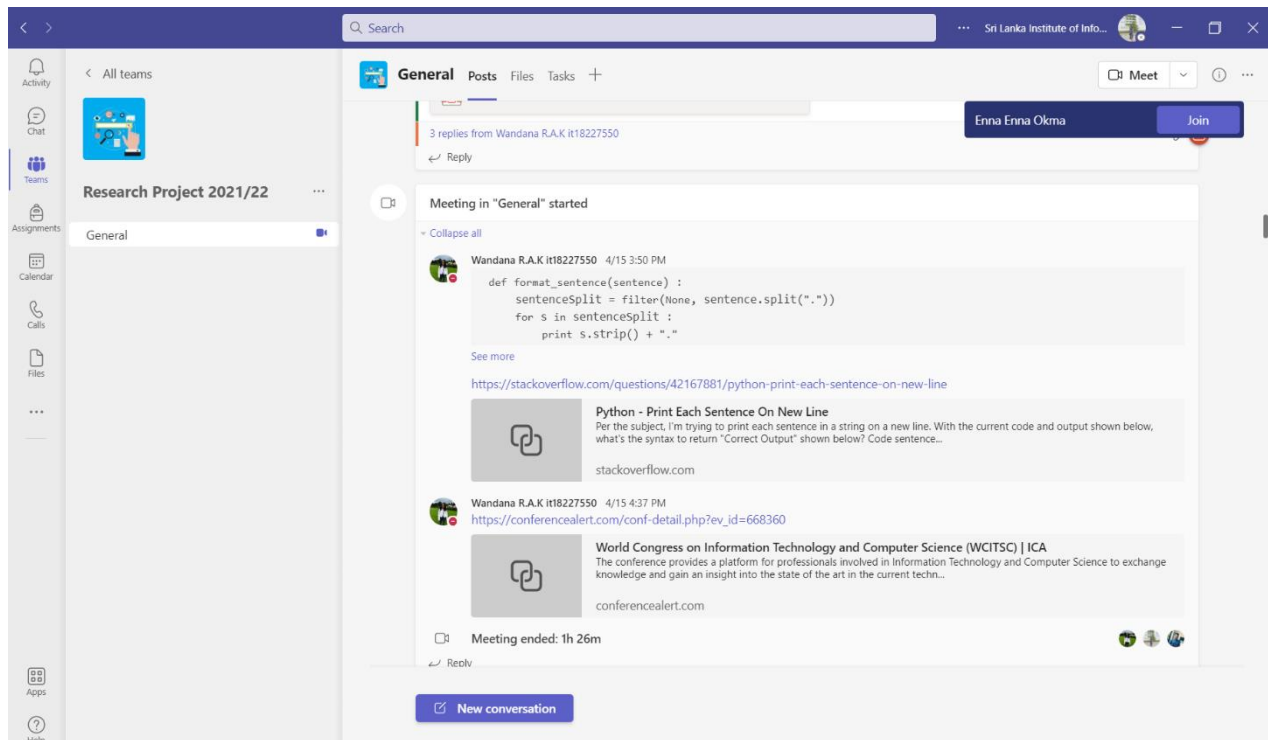 Search
Sri Lanka Institute of Info...
Activity
Chat
Teams
Assignments
Calendar
Calls
Files
Apps
All teams
Research Project 2021/22
General
General Posts Files Tasks
Meet
Enna Enna Okma Join
3 replies from Wandana R.A.K it18227550
Reply
Meeting in "General" started
Collapse all
Wandana R.A.K it18227550 4/15 3:50 PM
def format_sentence(sentence) :
sentenceSplit = filter(None, sentence.split("."))
for s in sentenceSplit :
print s.strip() + "."
See more
https://stackoverflow.com/questions/42167881/python-print-each-sentence-on-new-line
Python - Print Each Sentence On New Line
Per the subject, I'm trying to print each sentence in a string on a new line. With the current code and output shown below,
what's the syntax to return "Correct Output" shown below? Code sentence...
stackoverflow.com
Wandana R.A.K it18227550 4/15 4:37 PM
https://conferencealert.com/conf-detail.php?ev_id=668360
World Congress on Information Technology and Computer Science (WCITSC) | ICA
The conference provides a platform for professionals involved in Information Technology and Computer Science to exchange
knowledge and gain an insight into the state of the art in the current techn...
conferencealert.com
Meeting ended: 1h 26m
Reply
New conversation